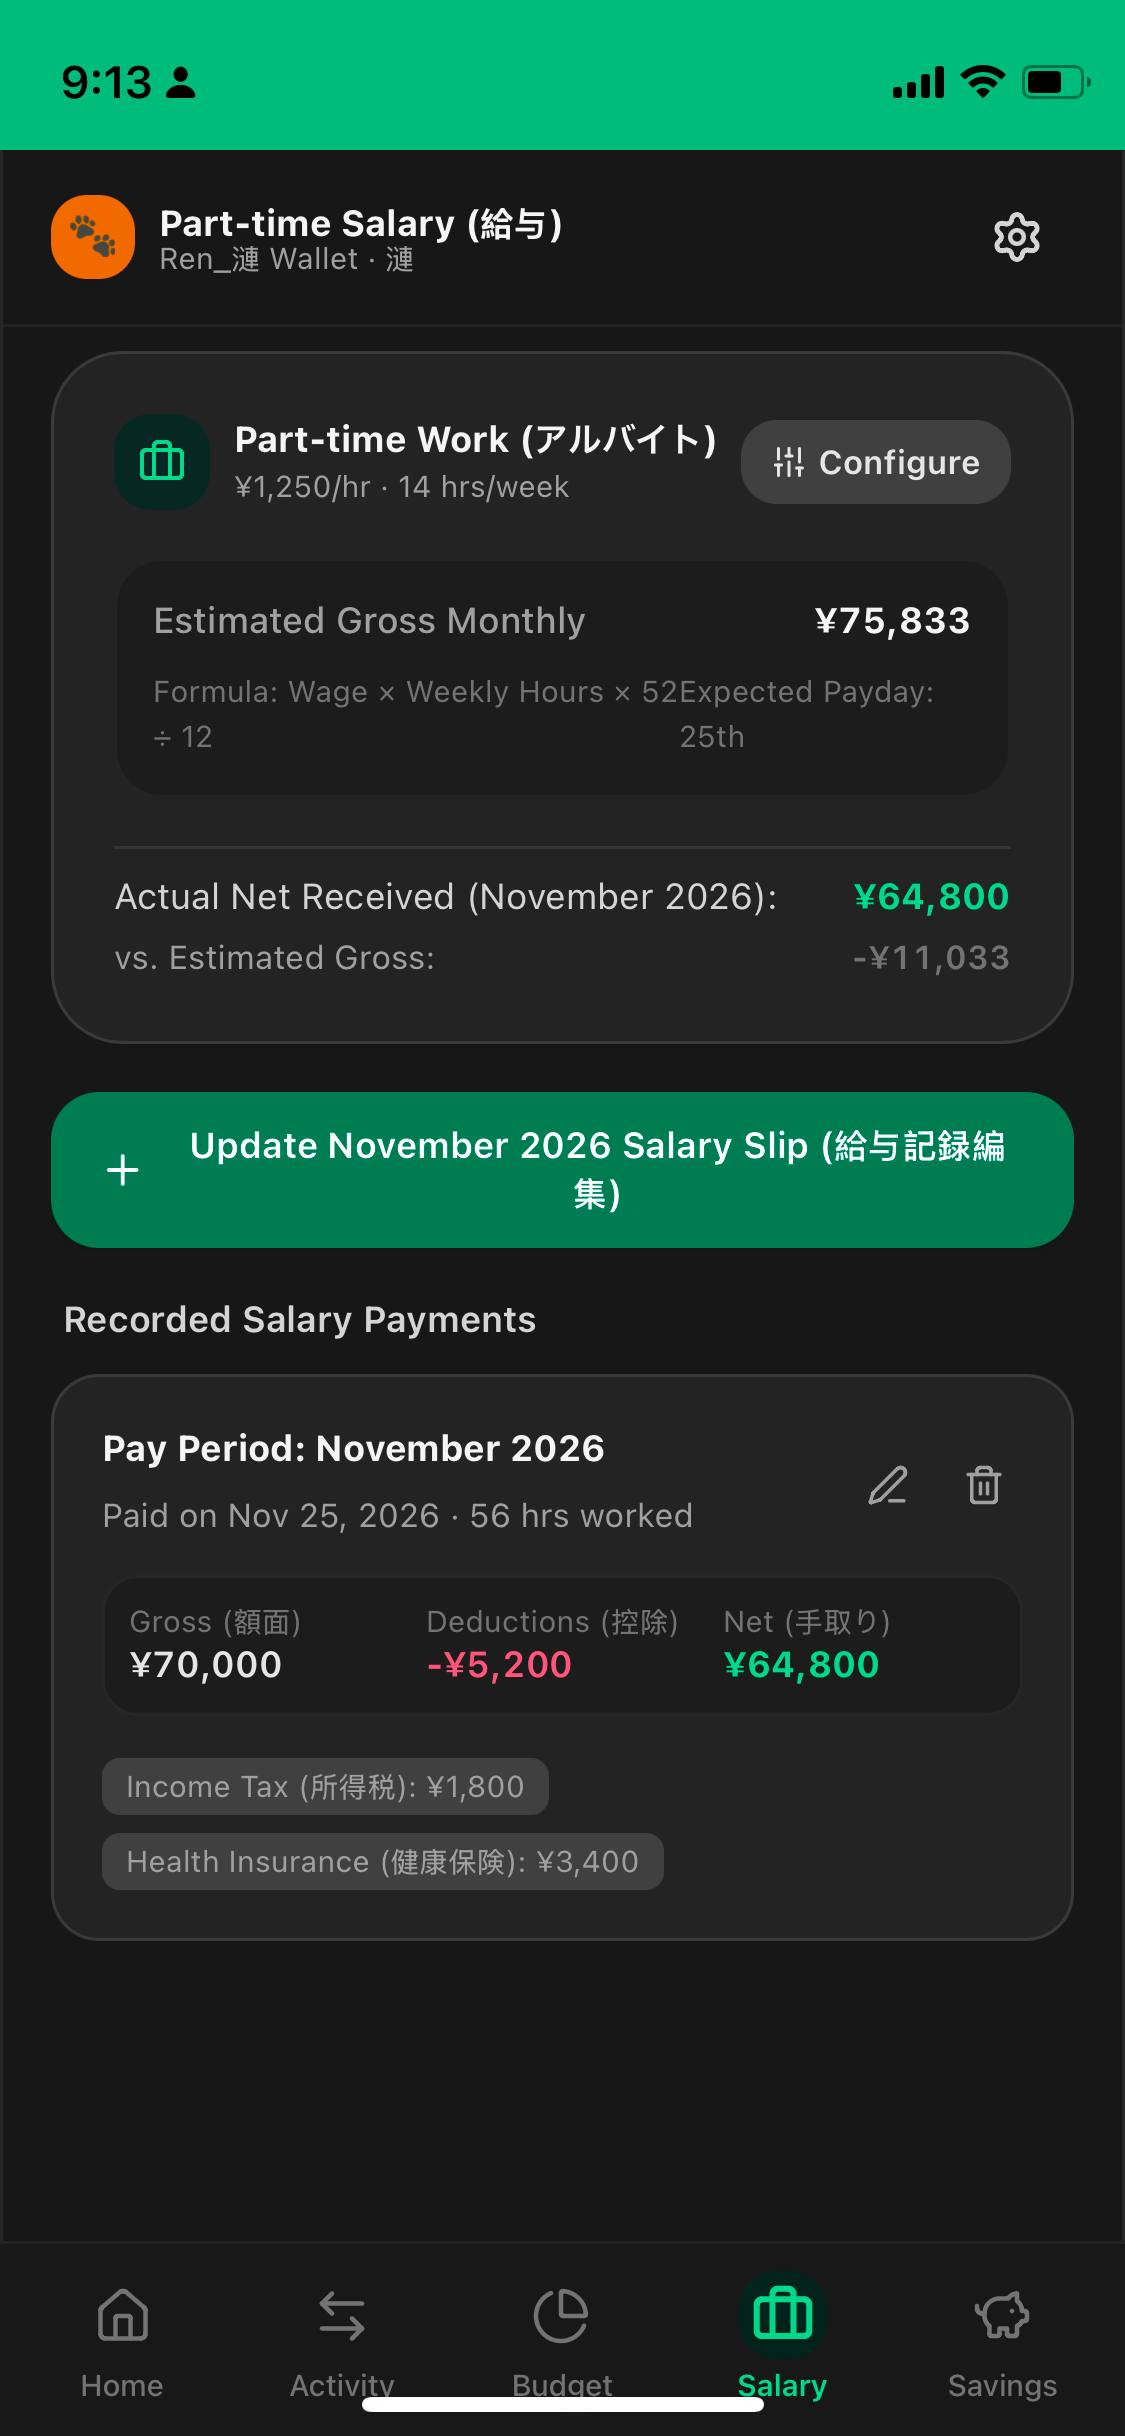 9:13
Part-time Salary (給与)
Ren_漣 Wallet · 漣
Part-time Work (アルバイト)
¥1,250/hr · 14 hrs/week
Configure
Estimated Gross Monthly
¥75,833
Formula: Wage × Weekly Hours × 52
÷ 12
Expected Payday:
25th
Actual Net Received (November 2026):
¥64,800
vs. Estimated Gross:
-¥11,033
Update November 2026 Salary Slip (給与記録編
集)
Recorded Salary Payments
Pay Period: November 2026
Paid on Nov 25, 2026 · 56 hrs worked
Gross (額面)
¥70,000
Deductions (控除)
-¥5,200
Net (手取り)
¥64,800
Income Tax (所得税): ¥1,800
Health Insurance (健康保険): ¥3,400
Home
Activity
Budget
Salary
Savings